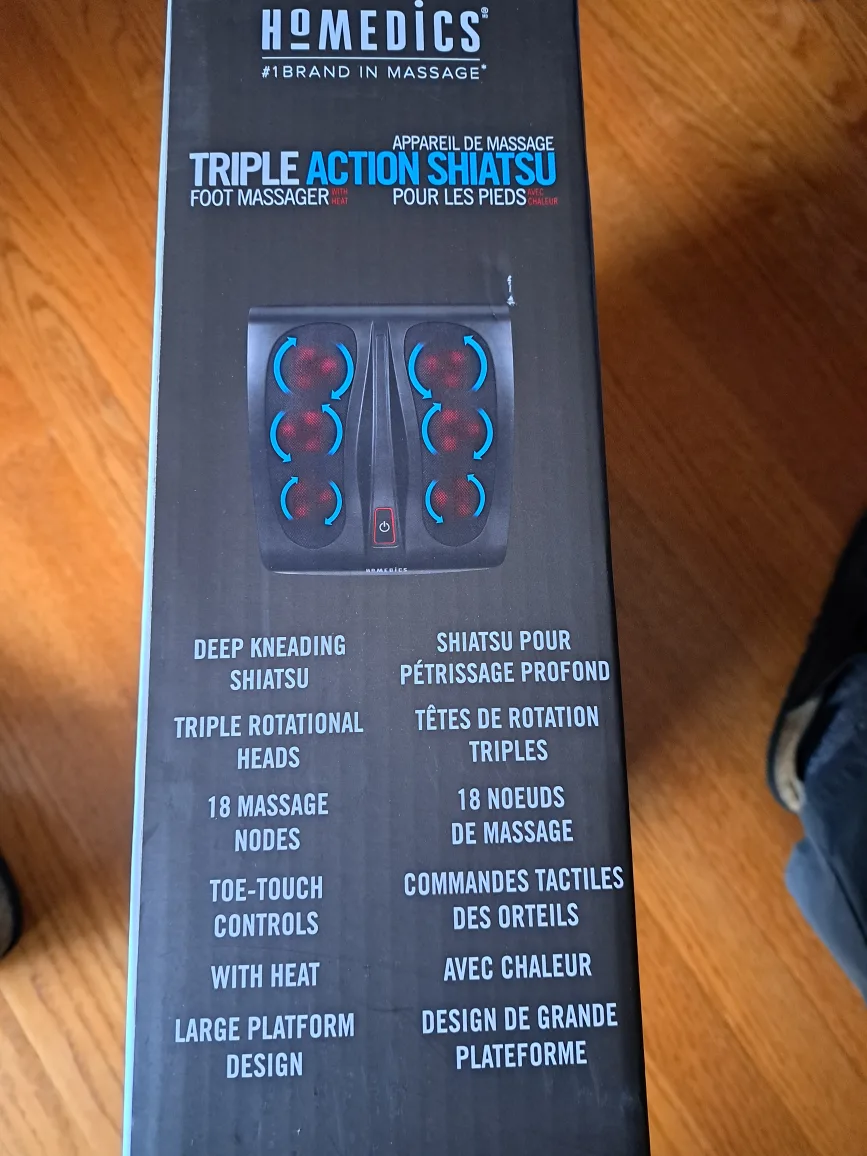 HOMEDICS®
#1 BRAND IN MASSAGE*
APPAREIL DE MASSAGE
TRIPLE ACTION SHIATSU
FOOT MASSAGER WITH HEAT
POUR LES PIEDS AVEC CHALEUR
HOMEDICS
DEEP KNEADING
SHIATSU
TRIPLE ROTATIONAL
HEADS
18 MASSAGE
NODES
TOE-TOUCH
CONTROLS
WITH HEAT
LARGE PLATFORM
DESIGN
SHIATSU POUR
PÉTRISSAGE PROFOND
TÊTES DE ROTATION
TRIPLES
18 NOEUDS
DE MASSAGE
COMMANDES TACTILES
DES ORTEILS
AVEC CHALEUR
DESIGN DE GRANDE
PLATEFORME